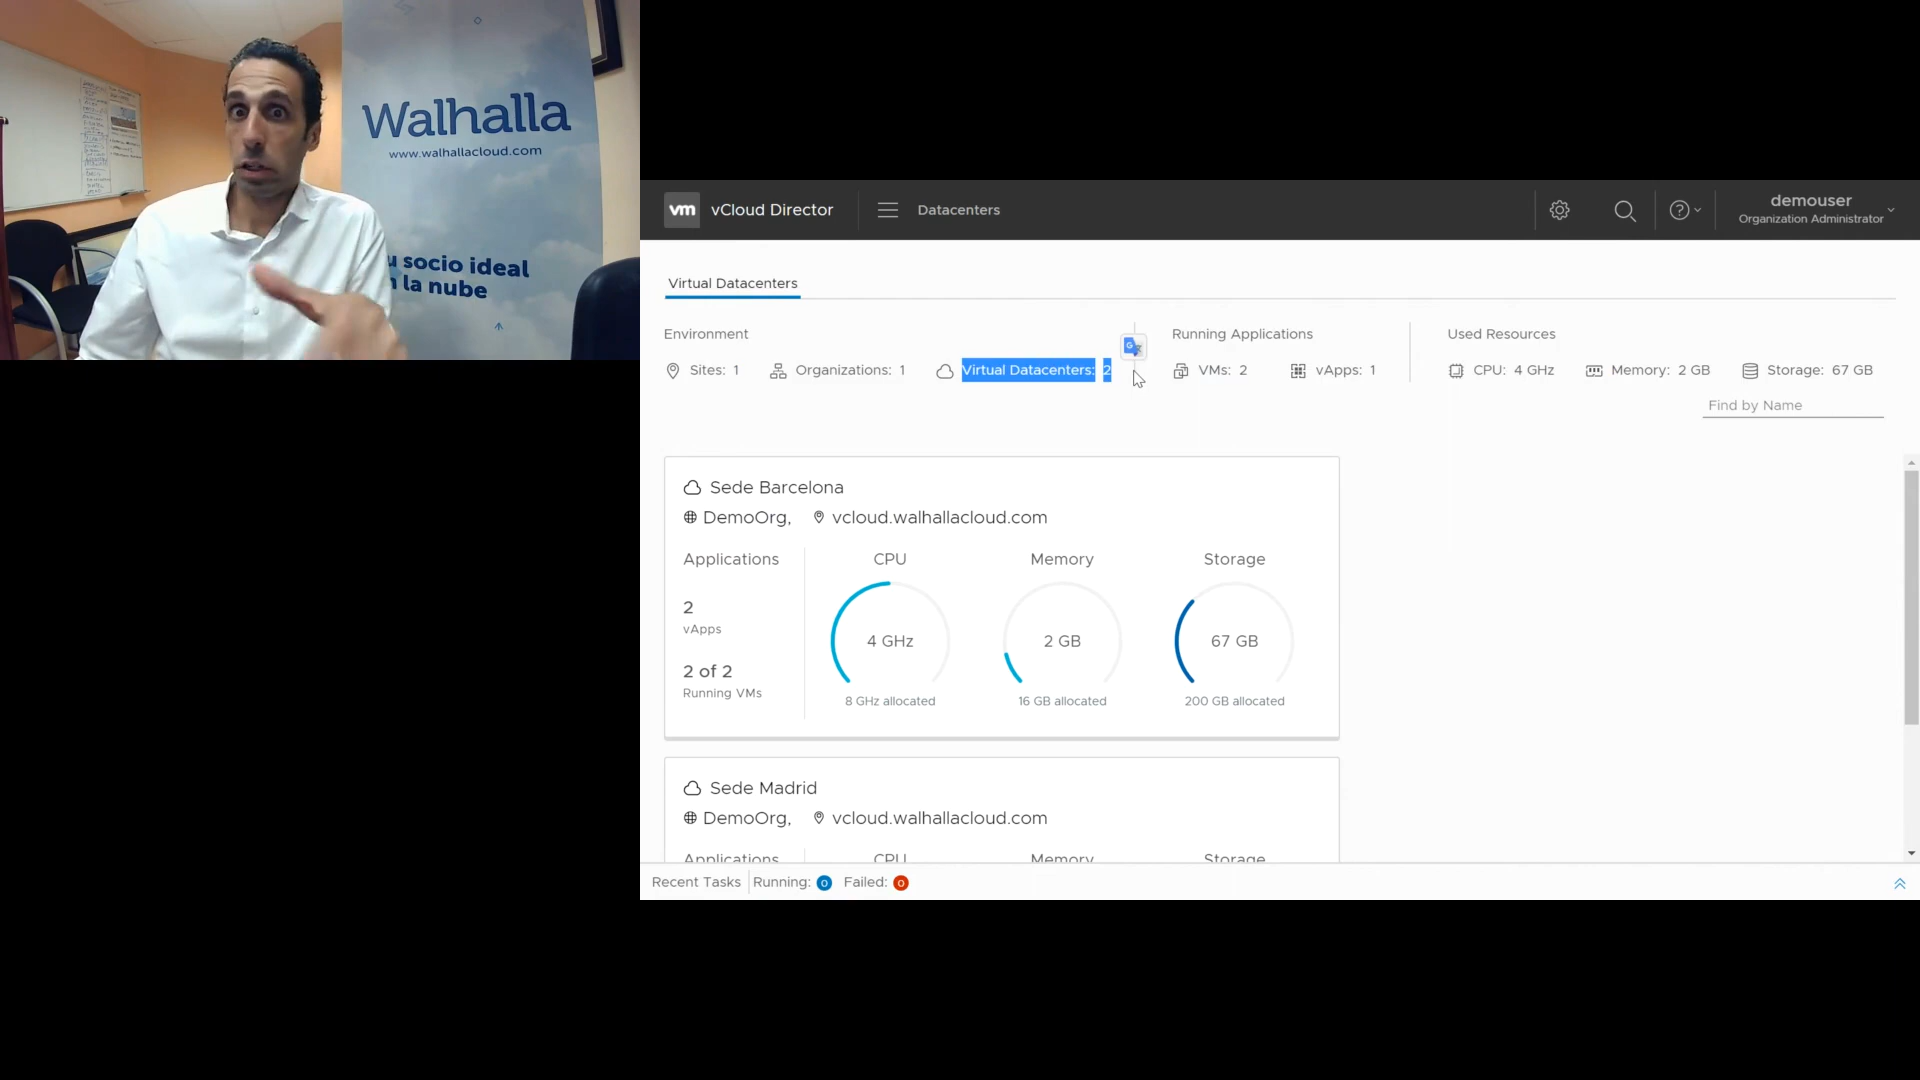 Walhalla
www.walhallacloud.com
u socio ideal
n la nube
vm vCloud Director Datacenters
demouser
Organization Administrator
Virtual Datacenters
Environment Running Applications Used Resources
Sites: 1 Organizations: 1 Virtual Datacenters: 2 VMs: 2 vApps: 1 CPU: 4 GHz Memory: 2 GB Storage: 67 GB
Find by Name
Sede Barcelona
DemoOrg, vcloud.walhallacloud.com
Applications CPU Memory Storage
2
vApps
4 GHz 2 GB 67 GB
2 of 2
Running VMs
8 GHz allocated 16 GB allocated 200 GB allocated
Sede Madrid
DemoOrg, vcloud.walhallacloud.com
Applications CPU Memory Storage
Recent Tasks Running: 0 Failed: 0